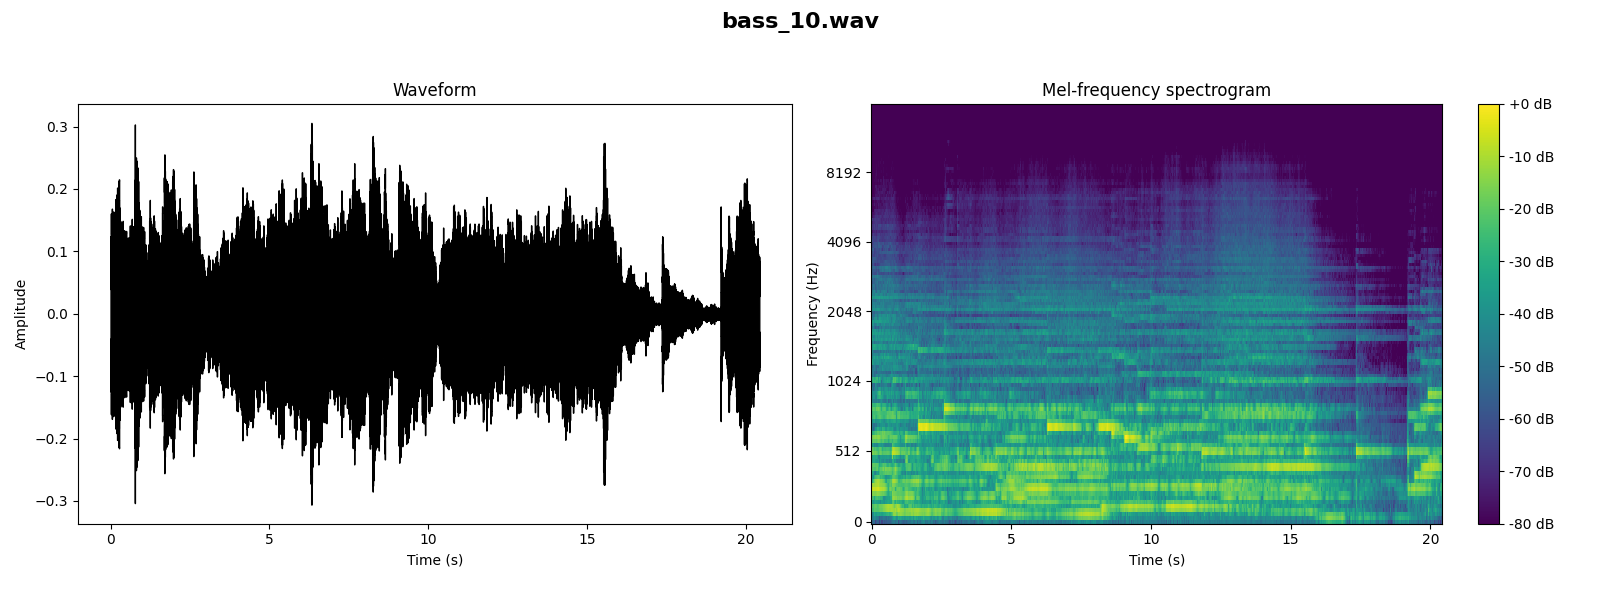 bass_10.wav
Waveform
Amplitude
0.3
0.2
0.1
0.0
−0.1
−0.2
−0.3
0
5
10
15
20
Time (s)
Mel-frequency spectrogram
Frequency (Hz)
8192
4096
2048
1024
512
0
0
5
10
15
20
Time (s)
+0 dB
-10 dB
-20 dB
-30 dB
-40 dB
-50 dB
-60 dB
-70 dB
-80 dB